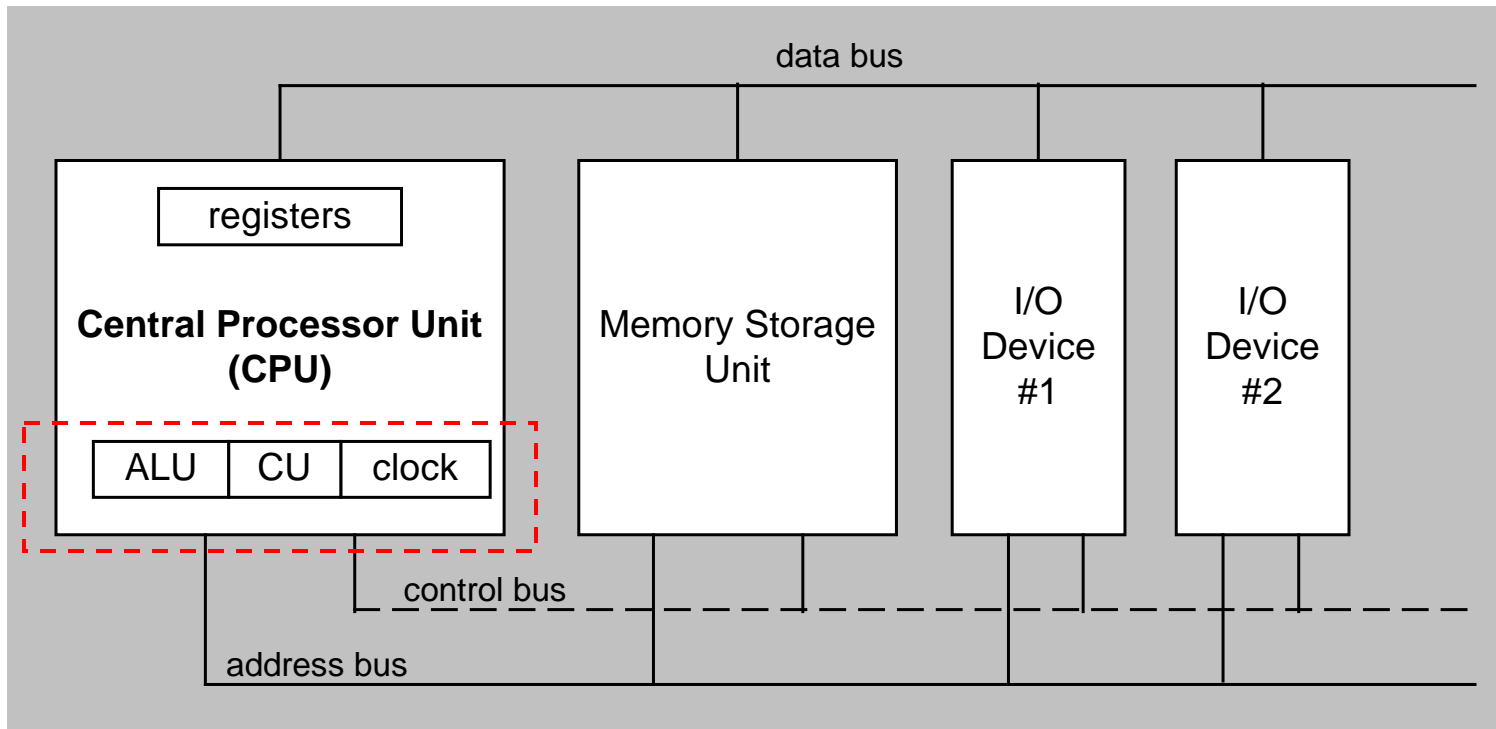 data bus
registers
Central Processor Unit
(CPU)
ALU CU clock
Memory Storage
Unit
I/O
Device
#1
I/O
Device
#2
control bus
address bus